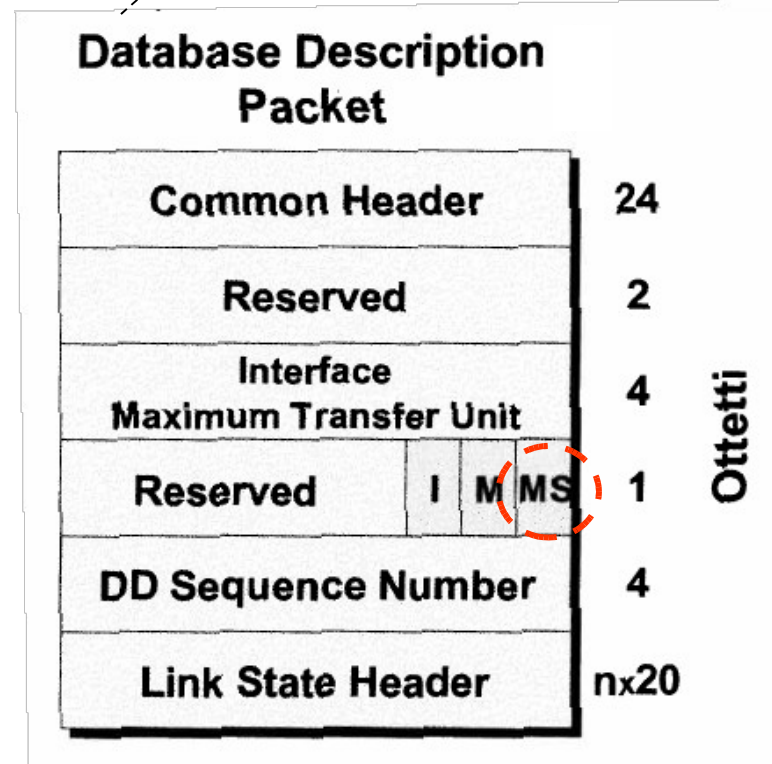 Database Description
Packet
Common Header 24
Reserved 2
Interface
Maximum Transfer Unit 4
Reserved I M MS 1
DD Sequence Number 4
Link State Header nx20
Ottetti